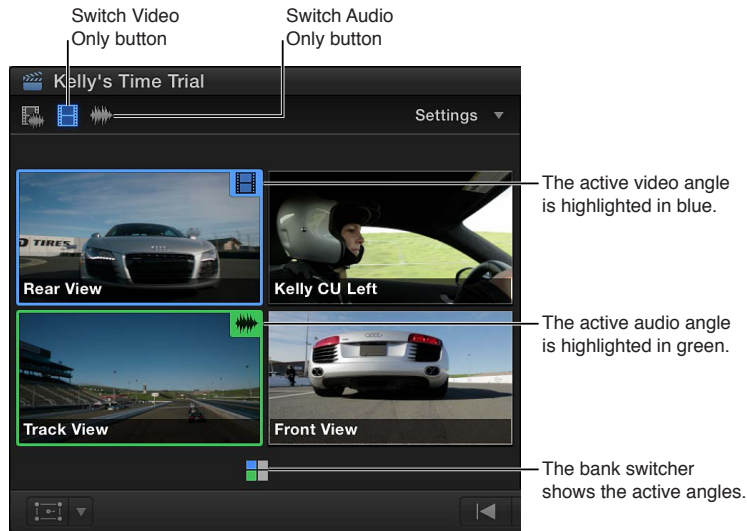 Switch Video
Only button
Switch Audio
Only button
Kelly's Time Trial
Settings
The active video angle
is highlighted in blue.
TIRES
Rear View
Kelly CU Left
The active audio angle
is highlighted in green.
Track View
Front View
The bank switcher
shows the active angles.